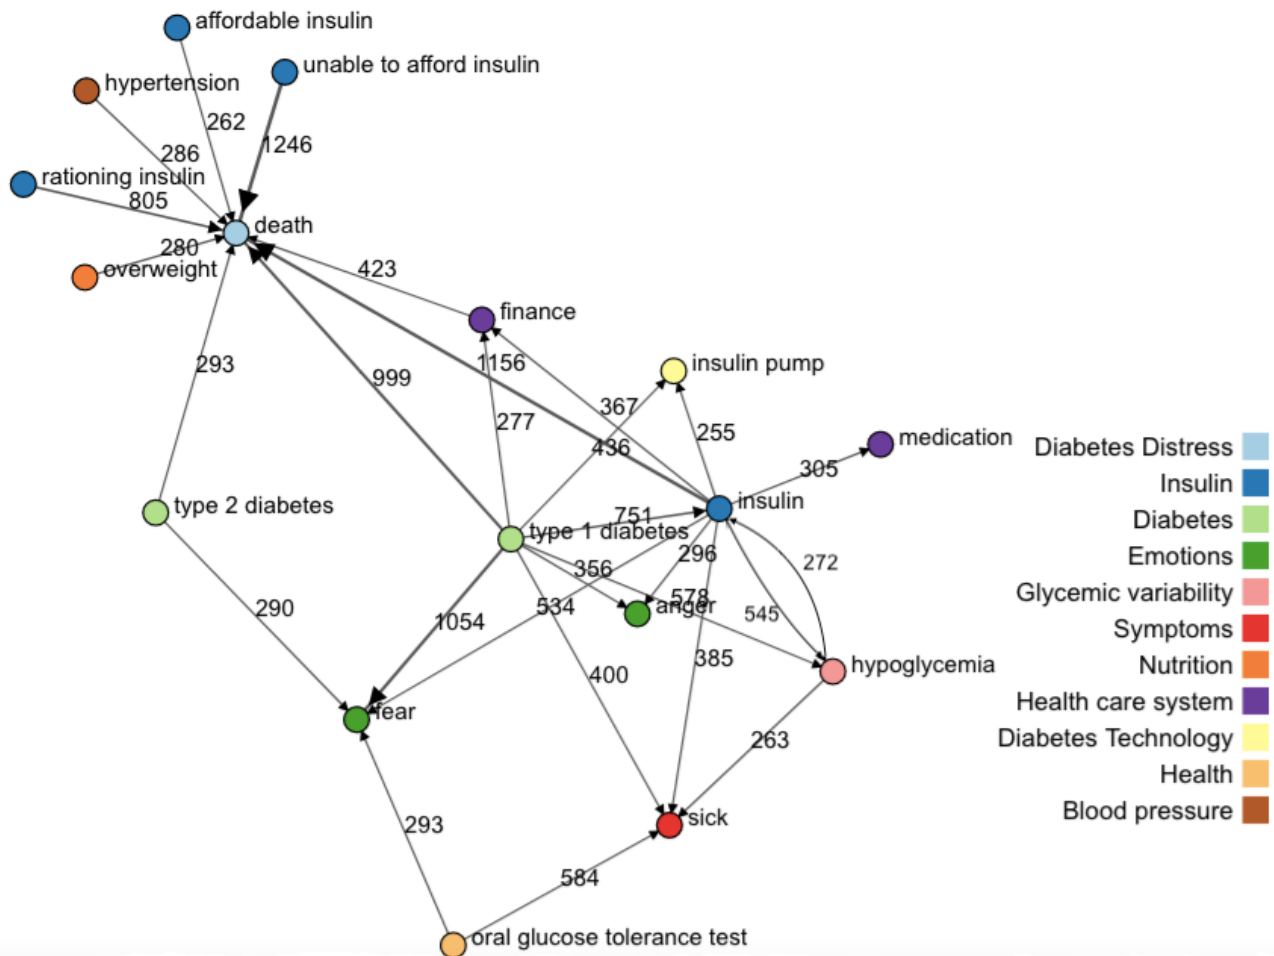 affordable insulin
unable to afford insulin
hypertension
262
1246
286
rationing insulin
805
death
280
overweight
423
finance
293
1156
insulin pump
999
367
277
255
436
medication
305
insulin
type 2 diabetes
751
type 1 diabetes
296
272
356
578
anger
534
545
290
1054
385
hypoglycemia
400
fear
263
sick
293
584
oral glucose tolerance test
Diabetes Distress
Insulin
Diabetes
Emotions
Glycemic variability
Symptoms
Nutrition
Health care system
Diabetes Technology
Health
Blood pressure